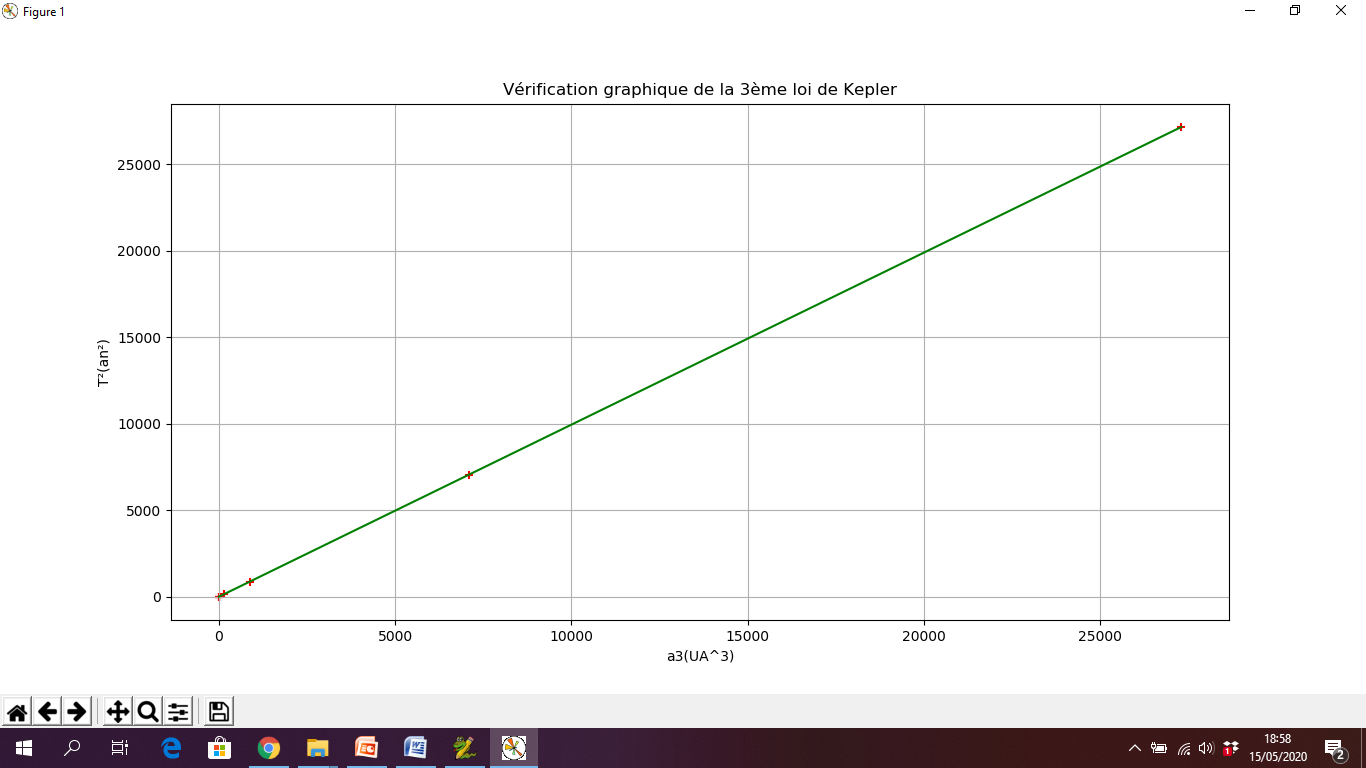 Figure 1
Vérification graphique de la 3ème loi de Kepler
25000
20000
15000
10000
5000
0
T²(an²)
0 5000 10000 15000 20000 25000
a3(UA^3)
18:58
15/05/2020
1
2